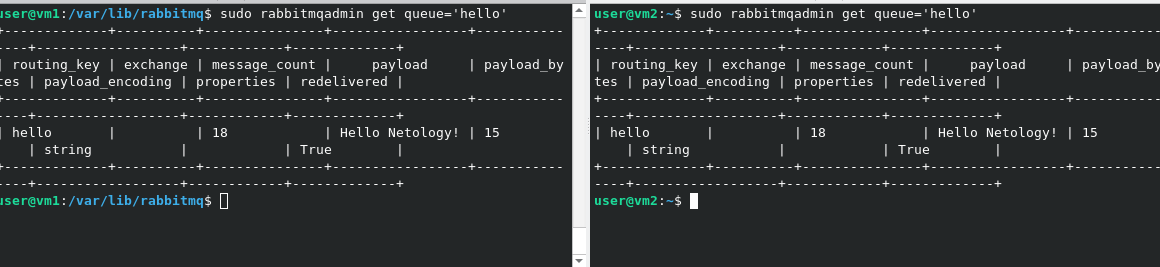 user@vm1:/var/lib/rabbitmq$ sudo rabbitmqadmin get queue='hello'
+-------------+----------+---------------+-----------------+-----------
----+------------------+------------+-------------+
| routing_key | exchange | message_count |     payload     | payload_by
tes | payload_encoding | properties | redelivered |
+-------------+----------+---------------+-----------------+-----------
----+------------------+------------+-------------+
| hello       |          | 18            | Hello Netology! | 15
    | string           |            | True        |
+-------------+----------+---------------+-----------------+-----------
----+------------------+------------+-------------+
user@vm1:/var/lib/rabbitmq$
user@vm2:~$ sudo rabbitmqadmin get queue='hello'
+-------------+----------+---------------+-----------------+-----------
----+------------------+------------+-------------+
| routing_key | exchange | message_count |     payload     | payload_by
tes | payload_encoding | properties | redelivered |
+-------------+----------+---------------+-----------------+-----------
----+------------------+------------+-------------+
| hello       |          | 18            | Hello Netology! | 15
    | string           |            | True        |
+-------------+----------+---------------+-----------------+-----------
----+------------------+------------+-------------+
user@vm2:~$